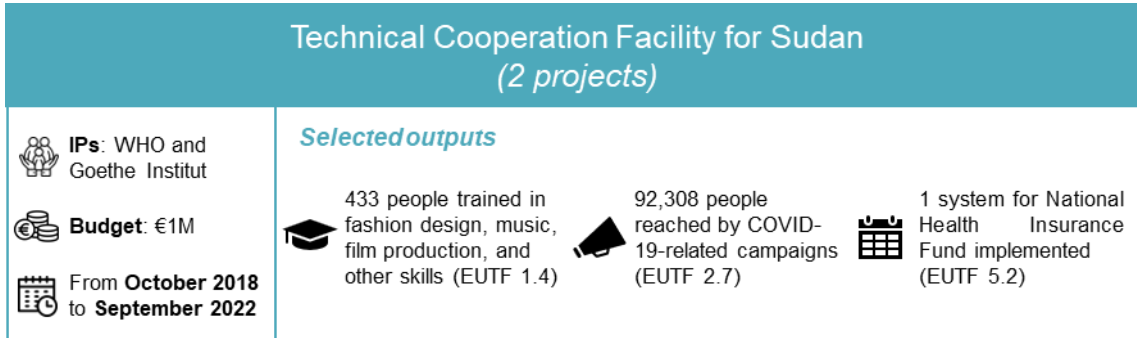 Technical Cooperation Facility for Sudan
(2 projects)
IPs: WHO and
Goethe Institut
Budget: €1M
From October 2018
to September 2022
Selected outputs
433 people trained in
fashion design, music,
film production, and
other skills (EUTF 1.4)
92,308 people
reached by COVID-
19-related campaigns
(EUTF 2.7)
1 system for National
Health Insurance
Fund implemented
(EUTF 5.2)